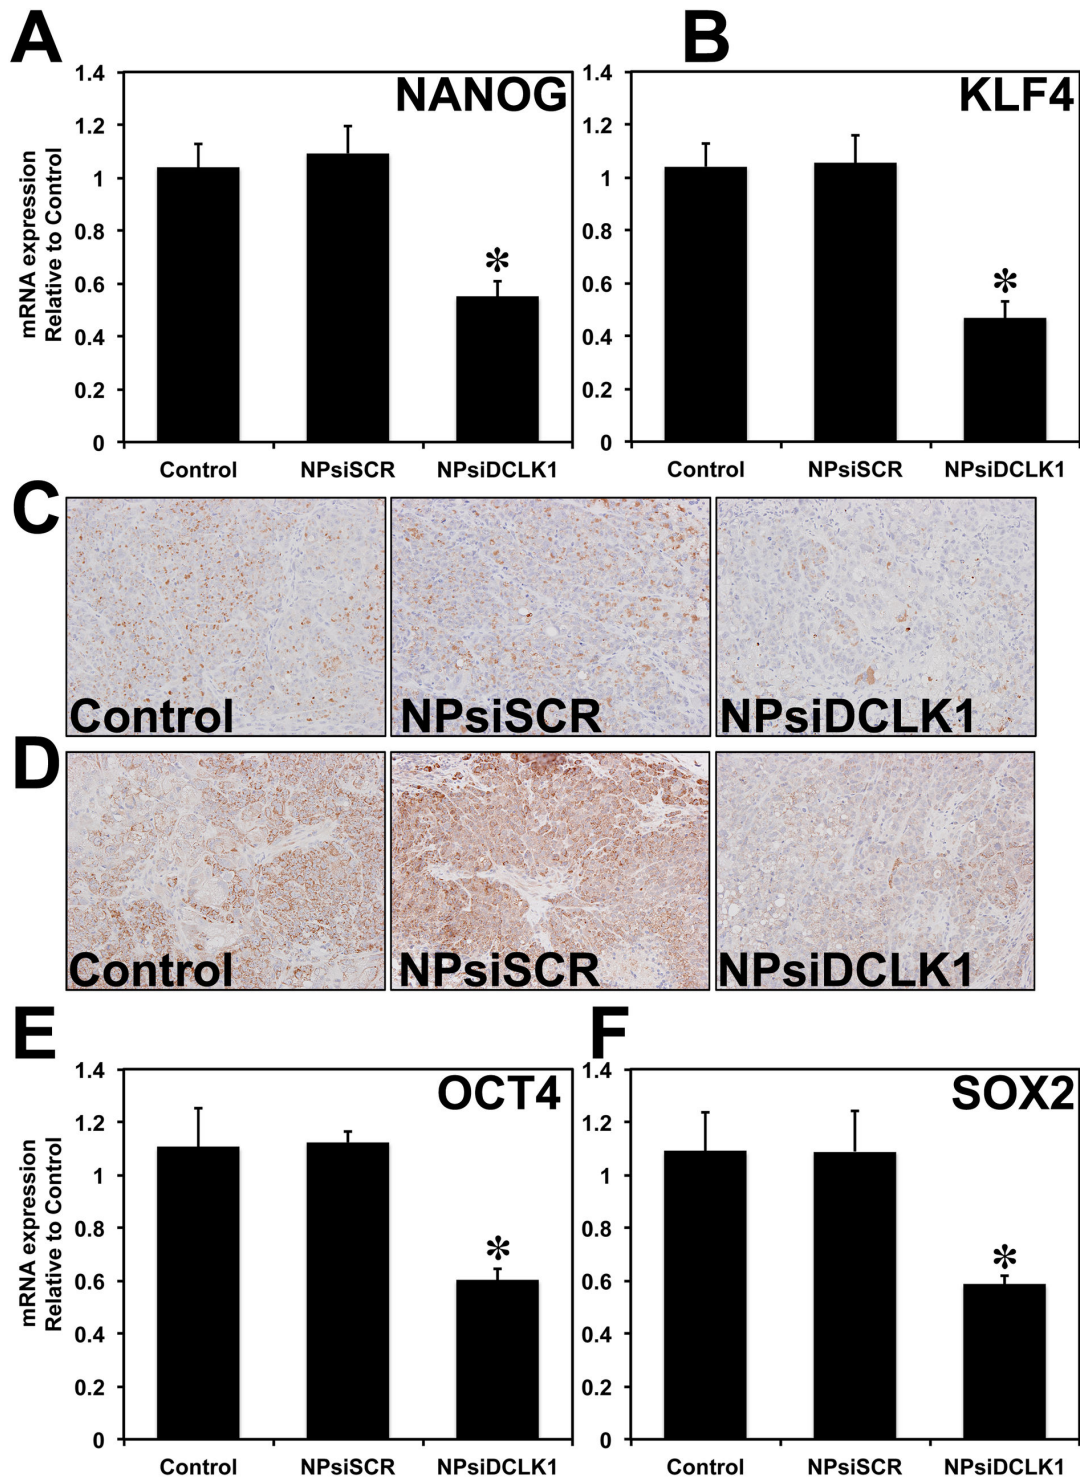 A
B
NANOG
KLF4
mRNA expression
Relative to Control
1.4
1.2
1
0.8
0.6
0.4
0.2
0
*
Control
NPsiSCR
NPsiDCLK1
1.4
1.2
1
0.8
0.6
0.4
0.2
0
*
Control
NPsiSCR
NPsiDCLK1
C
Control
NPsiSCR
NPsiDCLK1
D
Control
NPsiSCR
NPsiDCLK1
E
F
OCT4
SOX2
mRNA expression
Relative to Control
1.4
1.2
1
0.8
0.6
0.4
0.2
0
*
Control
NPsiSCR
NPsiDCLK1
1.4
1.2
1
0.8
0.6
0.4
0.2
0
*
Control
NPsiSCR
NPsiDCLK1